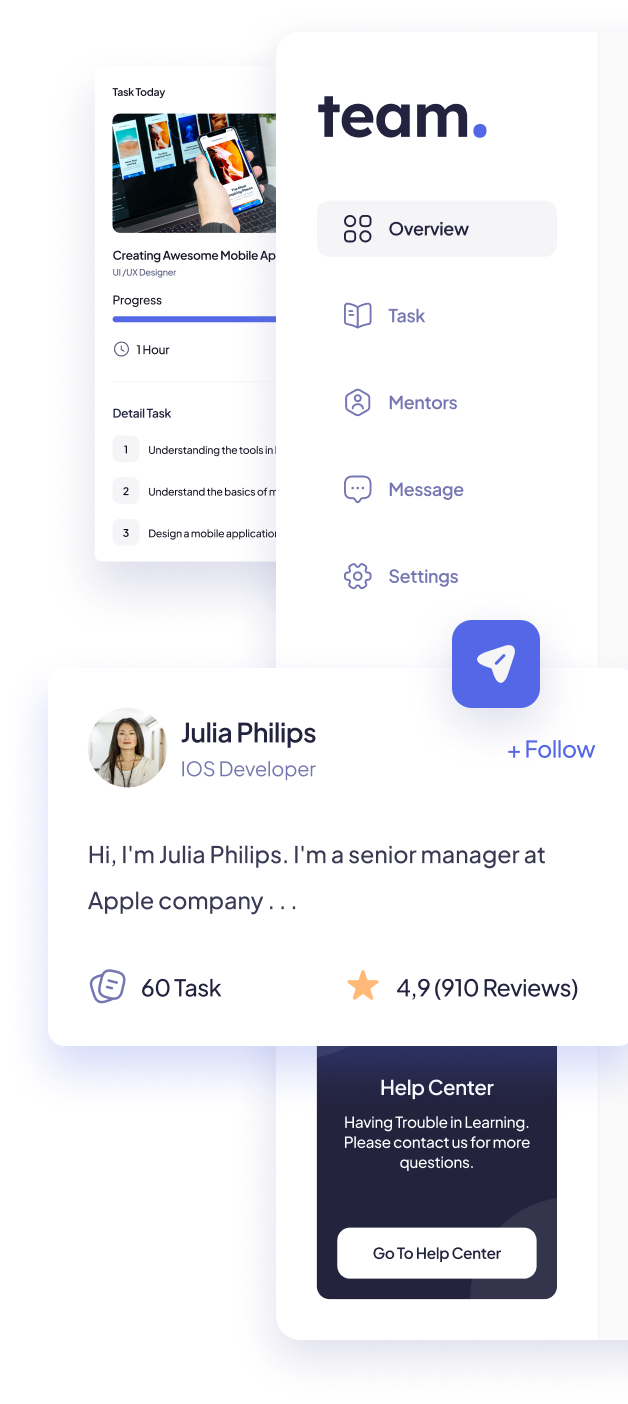 Task Today
Creating Awesome Mobile Ap
UI /UX Designer
Progress
1 Hour
Detail Task
1
Understanding the tools in
2
Understand the basics of
3
Design a mobile application
team.
Overview
Task
Mentors
Message
Settings
Julia Philips
IOS Developer
+ Follow
Hi, I'm Julia Philips. I'm a senior manager at
Apple company . . .
60 Task
4,9 (910 Reviews)
Help Center
Having Trouble in Learning.
Please contact us for more
questions.
Go To Help Center